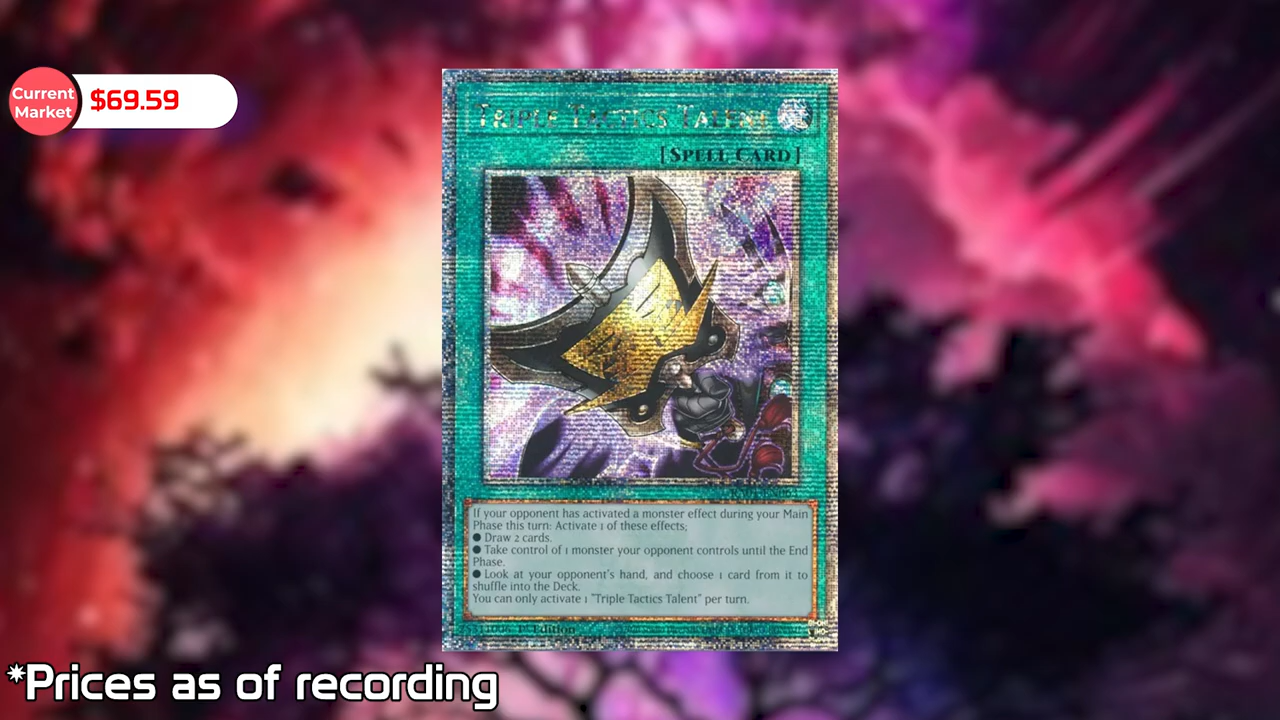 Current
Market
$69.59
TRIPLE TACTICS TALENT
[SPELL CARD]
If your opponent has activated a monster effect during your Main
Phase this turn: Activate 1 of these effects;
● Draw 2 cards.
● Take control of 1 monster your opponent controls until the End
Phase.
● Look at your opponent's hand, and choose 1 card from it to
shuffle into the Deck.
You can only activate 1 "Triple Tactics Talent" per turn.
Edition
*Prices as of recording